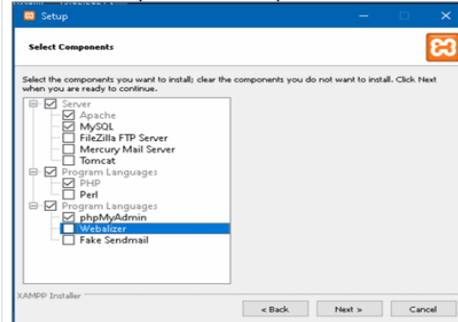 Setup
Select Components
Select the components you want to install; clear the components you do not want to install. Click Next
when you are ready to continue.
Server
Apache
MySQL
FileZilla FTP Server
Mercury Mail Server
Tomcat
Program Languages
PHP
Perl
Program Languages
phpMyAdmin
Webalizer
Fake Sendmail
XAMPP Installer
< Back
Next >
Cancel